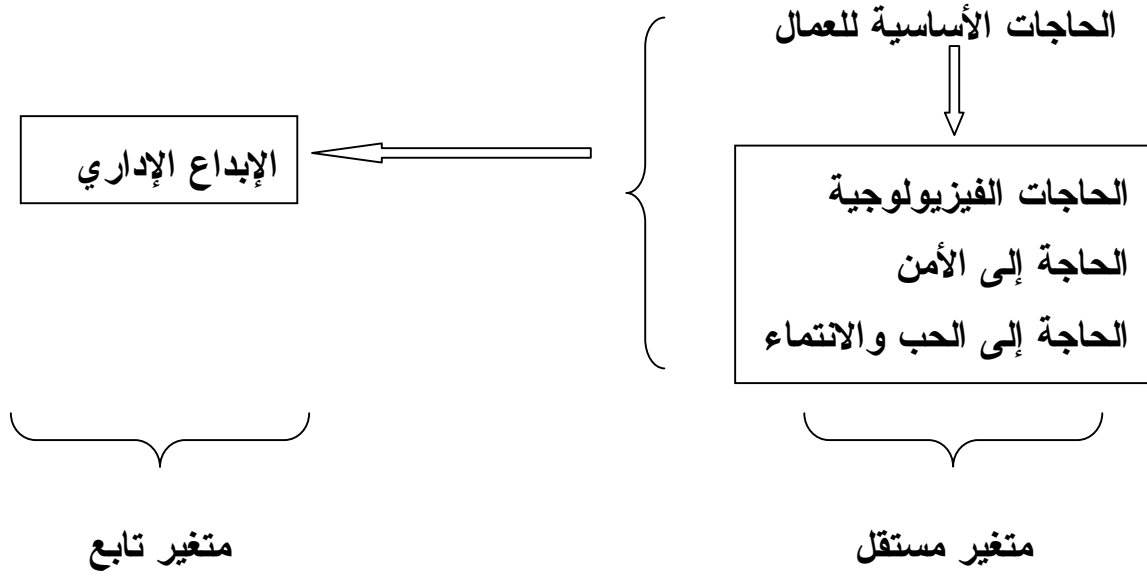 الحاجات الأساسية للعمال
الحاجات الفيزيولوجية
الحاجة إلى الأمن
الحاجة إلى الحب والانتماء
الإبداع الإداري
متغير مستقل
متغير تابع